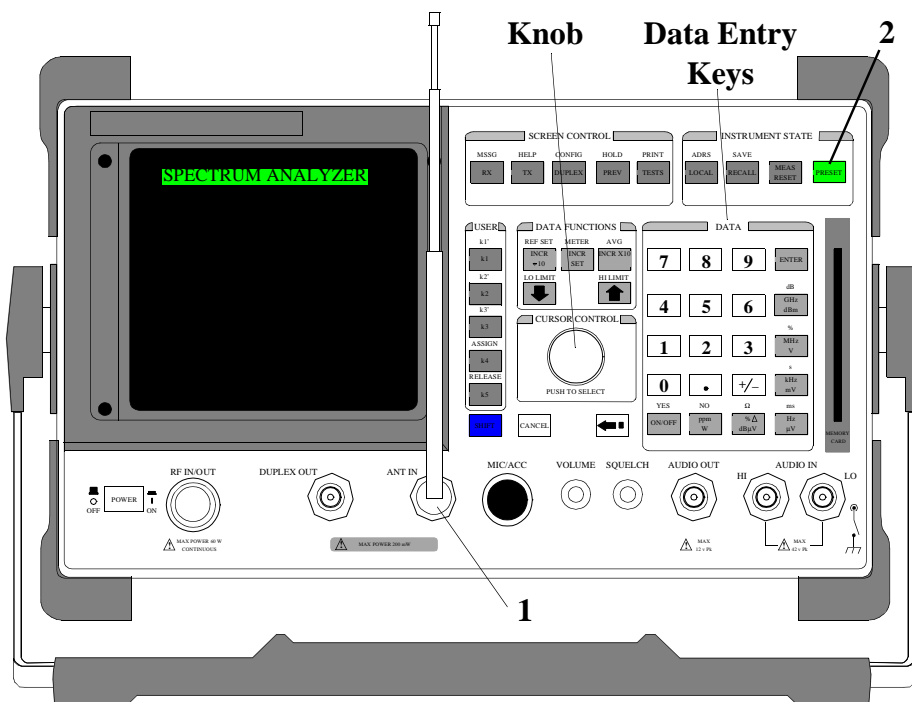 Knob
Data Entry
Keys
2
SPECTRUM ANALYZER
SCREEN CONTROL
MSSG HELP CONFIG HOLD PRINT
RX TX DUPLEX PREV TESTS
INSTRUMENT STATE
ADRS SAVE
LOCAL RECALL MEAS RESET PRESET
USER
k1'
k1
k2'
k2
k3'
k3
ASSIGN
k4
RELEASE
k5
DATA FUNCTIONS
REF SET METER AVG
INCR ÷10 INCR SET INCR X10
LO LIMIT HI LIMIT
CURSOR CONTROL
PUSH TO SELECT
CANCEL
DATA
7 8 9 ENTER
dB
4 5 6 GHz dBm
%
1 2 3 MHz V
s
0 . +/– kHz mV
YES NO Ω ms
ON/OFF ppm W %Δ dBµV Hz µV
MEMORY
CARD
RF IN/OUT DUPLEX OUT ANT IN MIC/ACC VOLUME SQUELCH AUDIO OUT AUDIO IN
HI LO
POWER
OFF ON
MAX POWER 60 W
CONTINUOUS
MAX POWER 200 mW
MAX
12 v Pk
MAX
42 v Pk
1